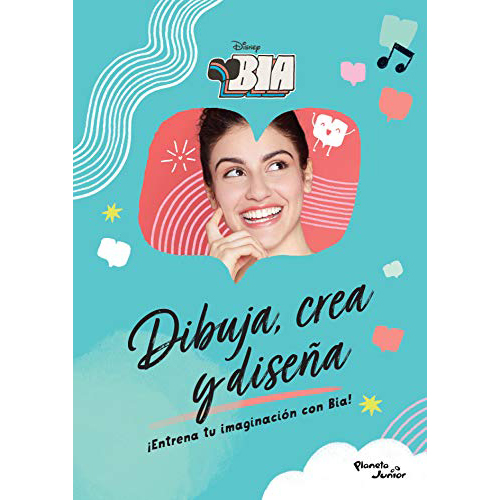 Disney
BIA
Dibuja, crea
y diseña
¡Entrena tu imaginación con Bia!
Planeta
Junior